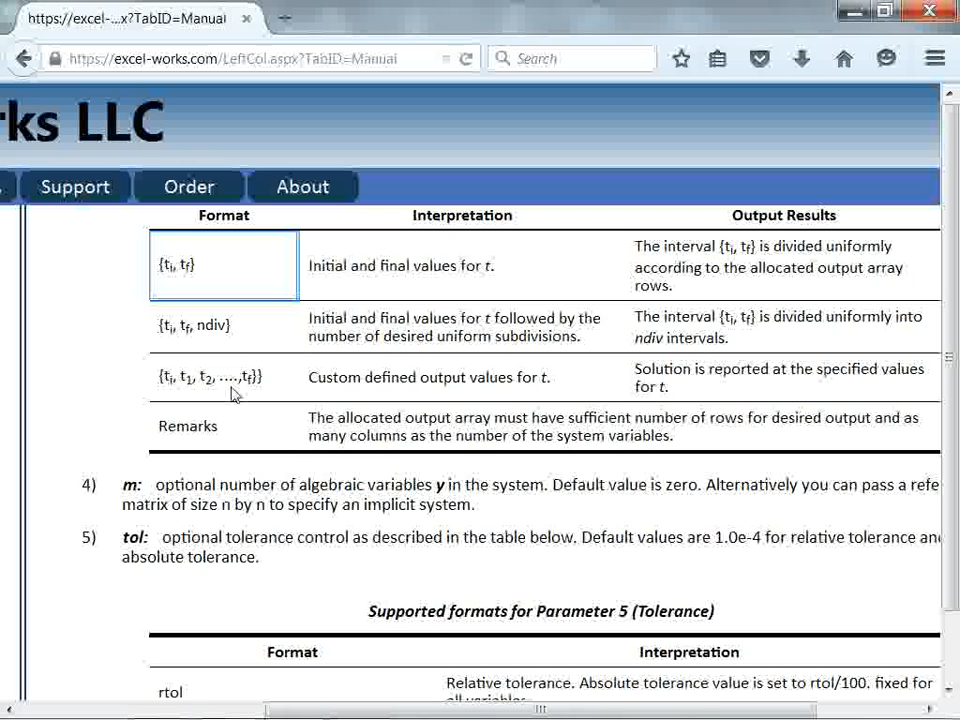 https://excel-...x?TabID=Manual
https://excel-works.com/LeftCol.aspx?TabID=Manual
Search
rks LLC
Support
Order
About
Format
Interpretation
Output Results
{ti, tf}
Initial and final values for t.
The interval {ti, tf} is divided uniformly
according to the allocated output array
rows.
{ti, tf, ndiv}
Initial and final values for t followed by the
number of desired uniform subdivisions.
The interval {ti, tf} is divided uniformly into
ndiv intervals.
{ti, t1, t2, ....,tf}}
Custom defined output values for t.
Solution is reported at the specified values
for t.
Remarks
The allocated output array must have sufficient number of rows for desired output and as
many columns as the number of the system variables.
4) m: optional number of algebraic variables y in the system. Default value is zero. Alternatively you can pass a refe
matrix of size n by n to specify an implicit system.
5) tol: optional tolerance control as described in the table below. Default values are 1.0e-4 for relative tolerance and
absolute tolerance.
Supported formats for Parameter 5 (Tolerance)
Format
Interpretation
rtol
Relative tolerance. Absolute tolerance value is set to rtol/100. fixed for
all variables